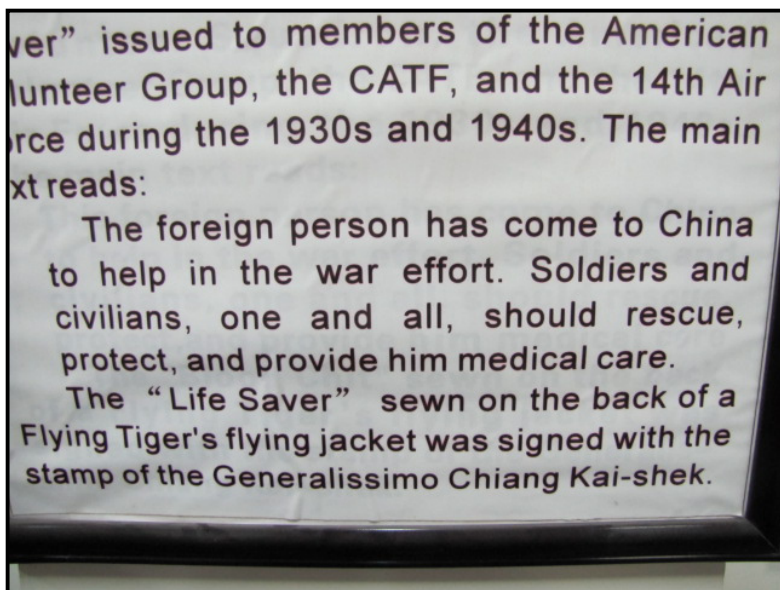 ver” issued to members of the American
lunteer Group, the CATF, and the 14th Air
orce during the 1930s and 1940s. The main
xt reads:
The foreign person has come to China
to help in the war effort. Soldiers and
civilians, one and all, should rescue,
protect, and provide him medical care.
The “Life Saver” sewn on the back of a
Flying Tiger's flying jacket was signed with the
stamp of the Generalissimo Chiang Kai-shek.